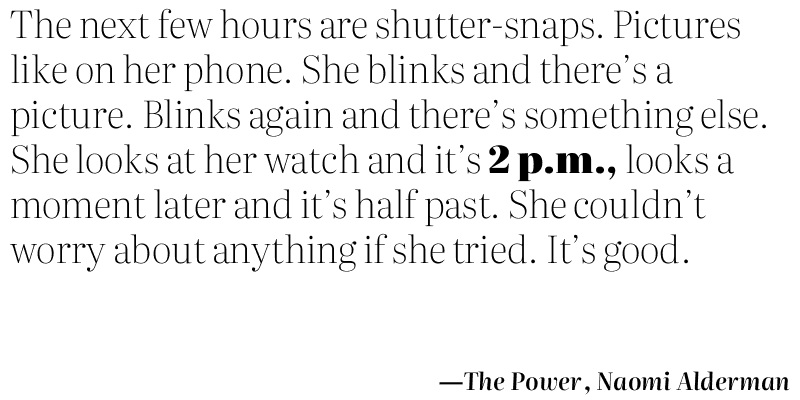 The next few hours are shutter-snaps. Pictures
like on her phone. She blinks and there’s a
picture. Blinks again and there’s something else.
She looks at her watch and it’s 2 p.m., looks a
moment later and it’s half past. She couldn’t
worry about anything if she tried. It’s good.
—The Power, Naomi Alderman